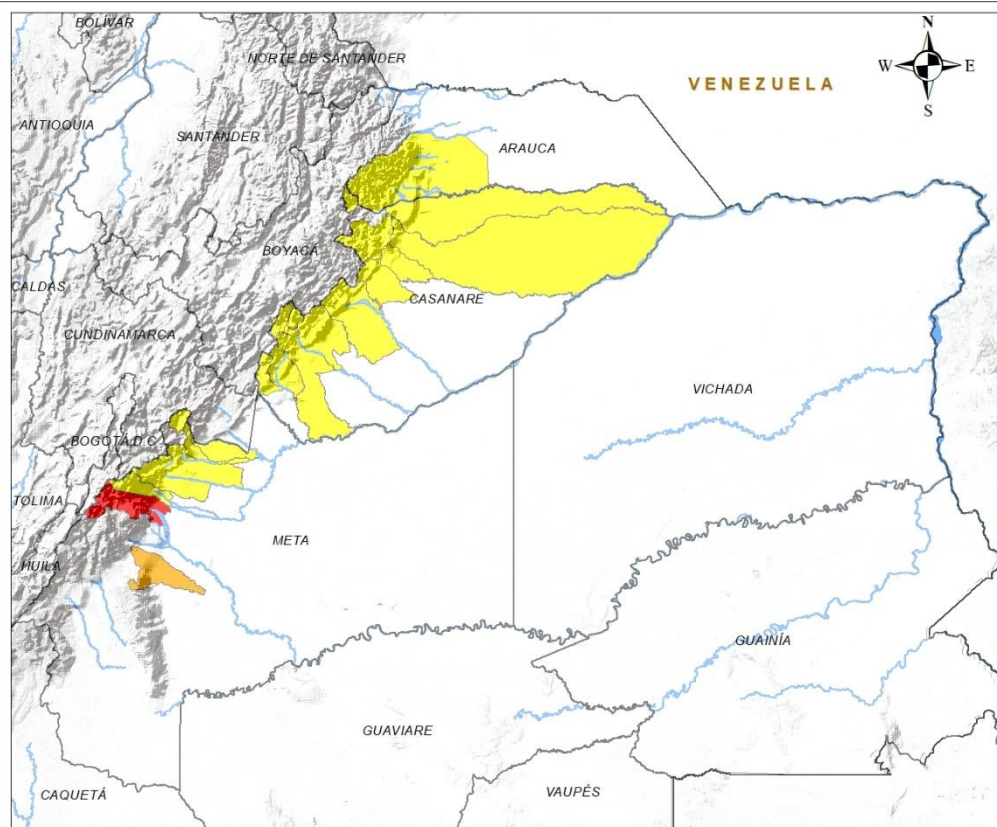 BOLÍVAR
N
NORTE DE SANTANDER
W
E
VENEZUELA
S
ANTIOQUIA
SANTANDER
ARAUCA
BOYACÁ
CALDAS
CASANARE
CUNDINAMARCA
VICHADA
BOGOTÁ D.C
TOLIMA
META
HUILA
GUAINÍA
GUAVIARE
CAQUETÁ
VAUPÉS